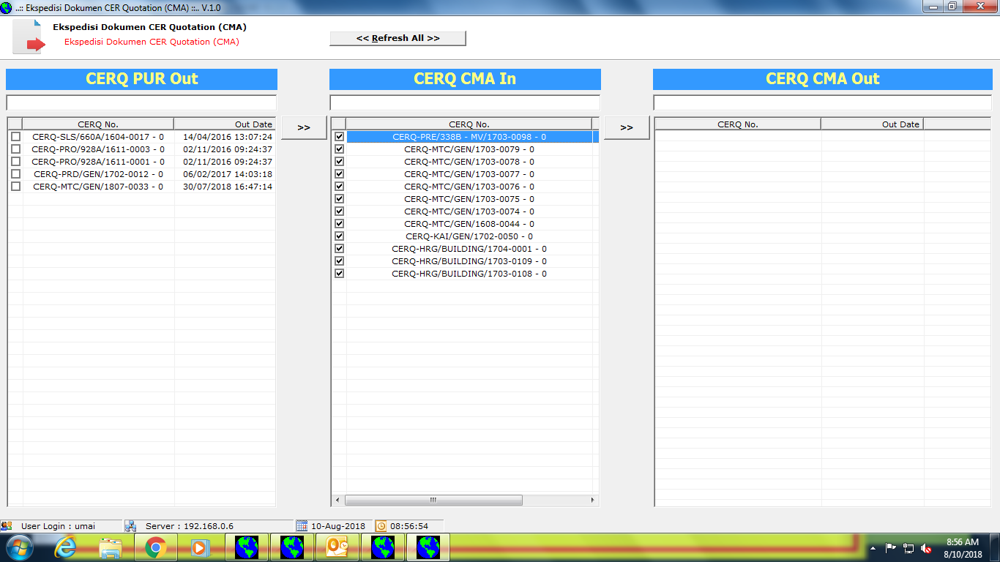 ..:: Ekspedisi Dokumen CER Quotation (CMA) ::.. V.1.0
Ekspedisi Dokumen CER Quotation (CMA)
Ekspedisi Dokumen CER Quotation (CMA)
<< Refresh All >>
CERQ PUR Out
CERQ No. Out Date
CERQ-SLS/660A/1604-0017 - 0 14/04/2016 13:07:24
CERQ-PRO/928A/1611-0003 - 0 02/11/2016 09:24:37
CERQ-PRO/928A/1611-0001 - 0 02/11/2016 09:24:37
CERQ-PRD/GEN/1702-0012 - 0 06/02/2017 14:03:18
CERQ-MTC/GEN/1807-0033 - 0 30/07/2018 16:47:14
>>
CERQ CMA In
CERQ No.
CERQ-PRE/338B - MV/1703-0098 - 0
CERQ-MTC/GEN/1703-0079 - 0
CERQ-MTC/GEN/1703-0078 - 0
CERQ-MTC/GEN/1703-0077 - 0
CERQ-MTC/GEN/1703-0076 - 0
CERQ-MTC/GEN/1703-0075 - 0
CERQ-MTC/GEN/1703-0074 - 0
CERQ-MTC/GEN/1608-0044 - 0
CERQ-KAI/GEN/1702-0050 - 0
CERQ-HRG/BUILDING/1704-0001 - 0
CERQ-HRG/BUILDING/1703-0109 - 0
CERQ-HRG/BUILDING/1703-0108 - 0
>>
CERQ CMA Out
CERQ No. Out Date
User Login : umai Server : 192.168.0.6 10-Aug-2018 08:56:54
8:56 AM
8/10/2018